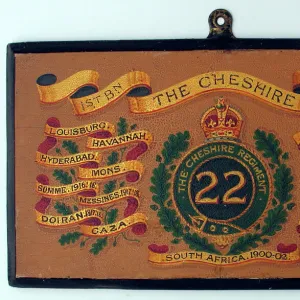 1ST BN THE CHESHIRE
LOUISBURG
HAVANNAH
HYDERABAD
MONS
SOMME, 1916
MESSINES, 1917
DOIRAN, 1917
GAZA
THE CHESHIRE REGIMENT
22
SOUTH AFRICA, 1900-02.